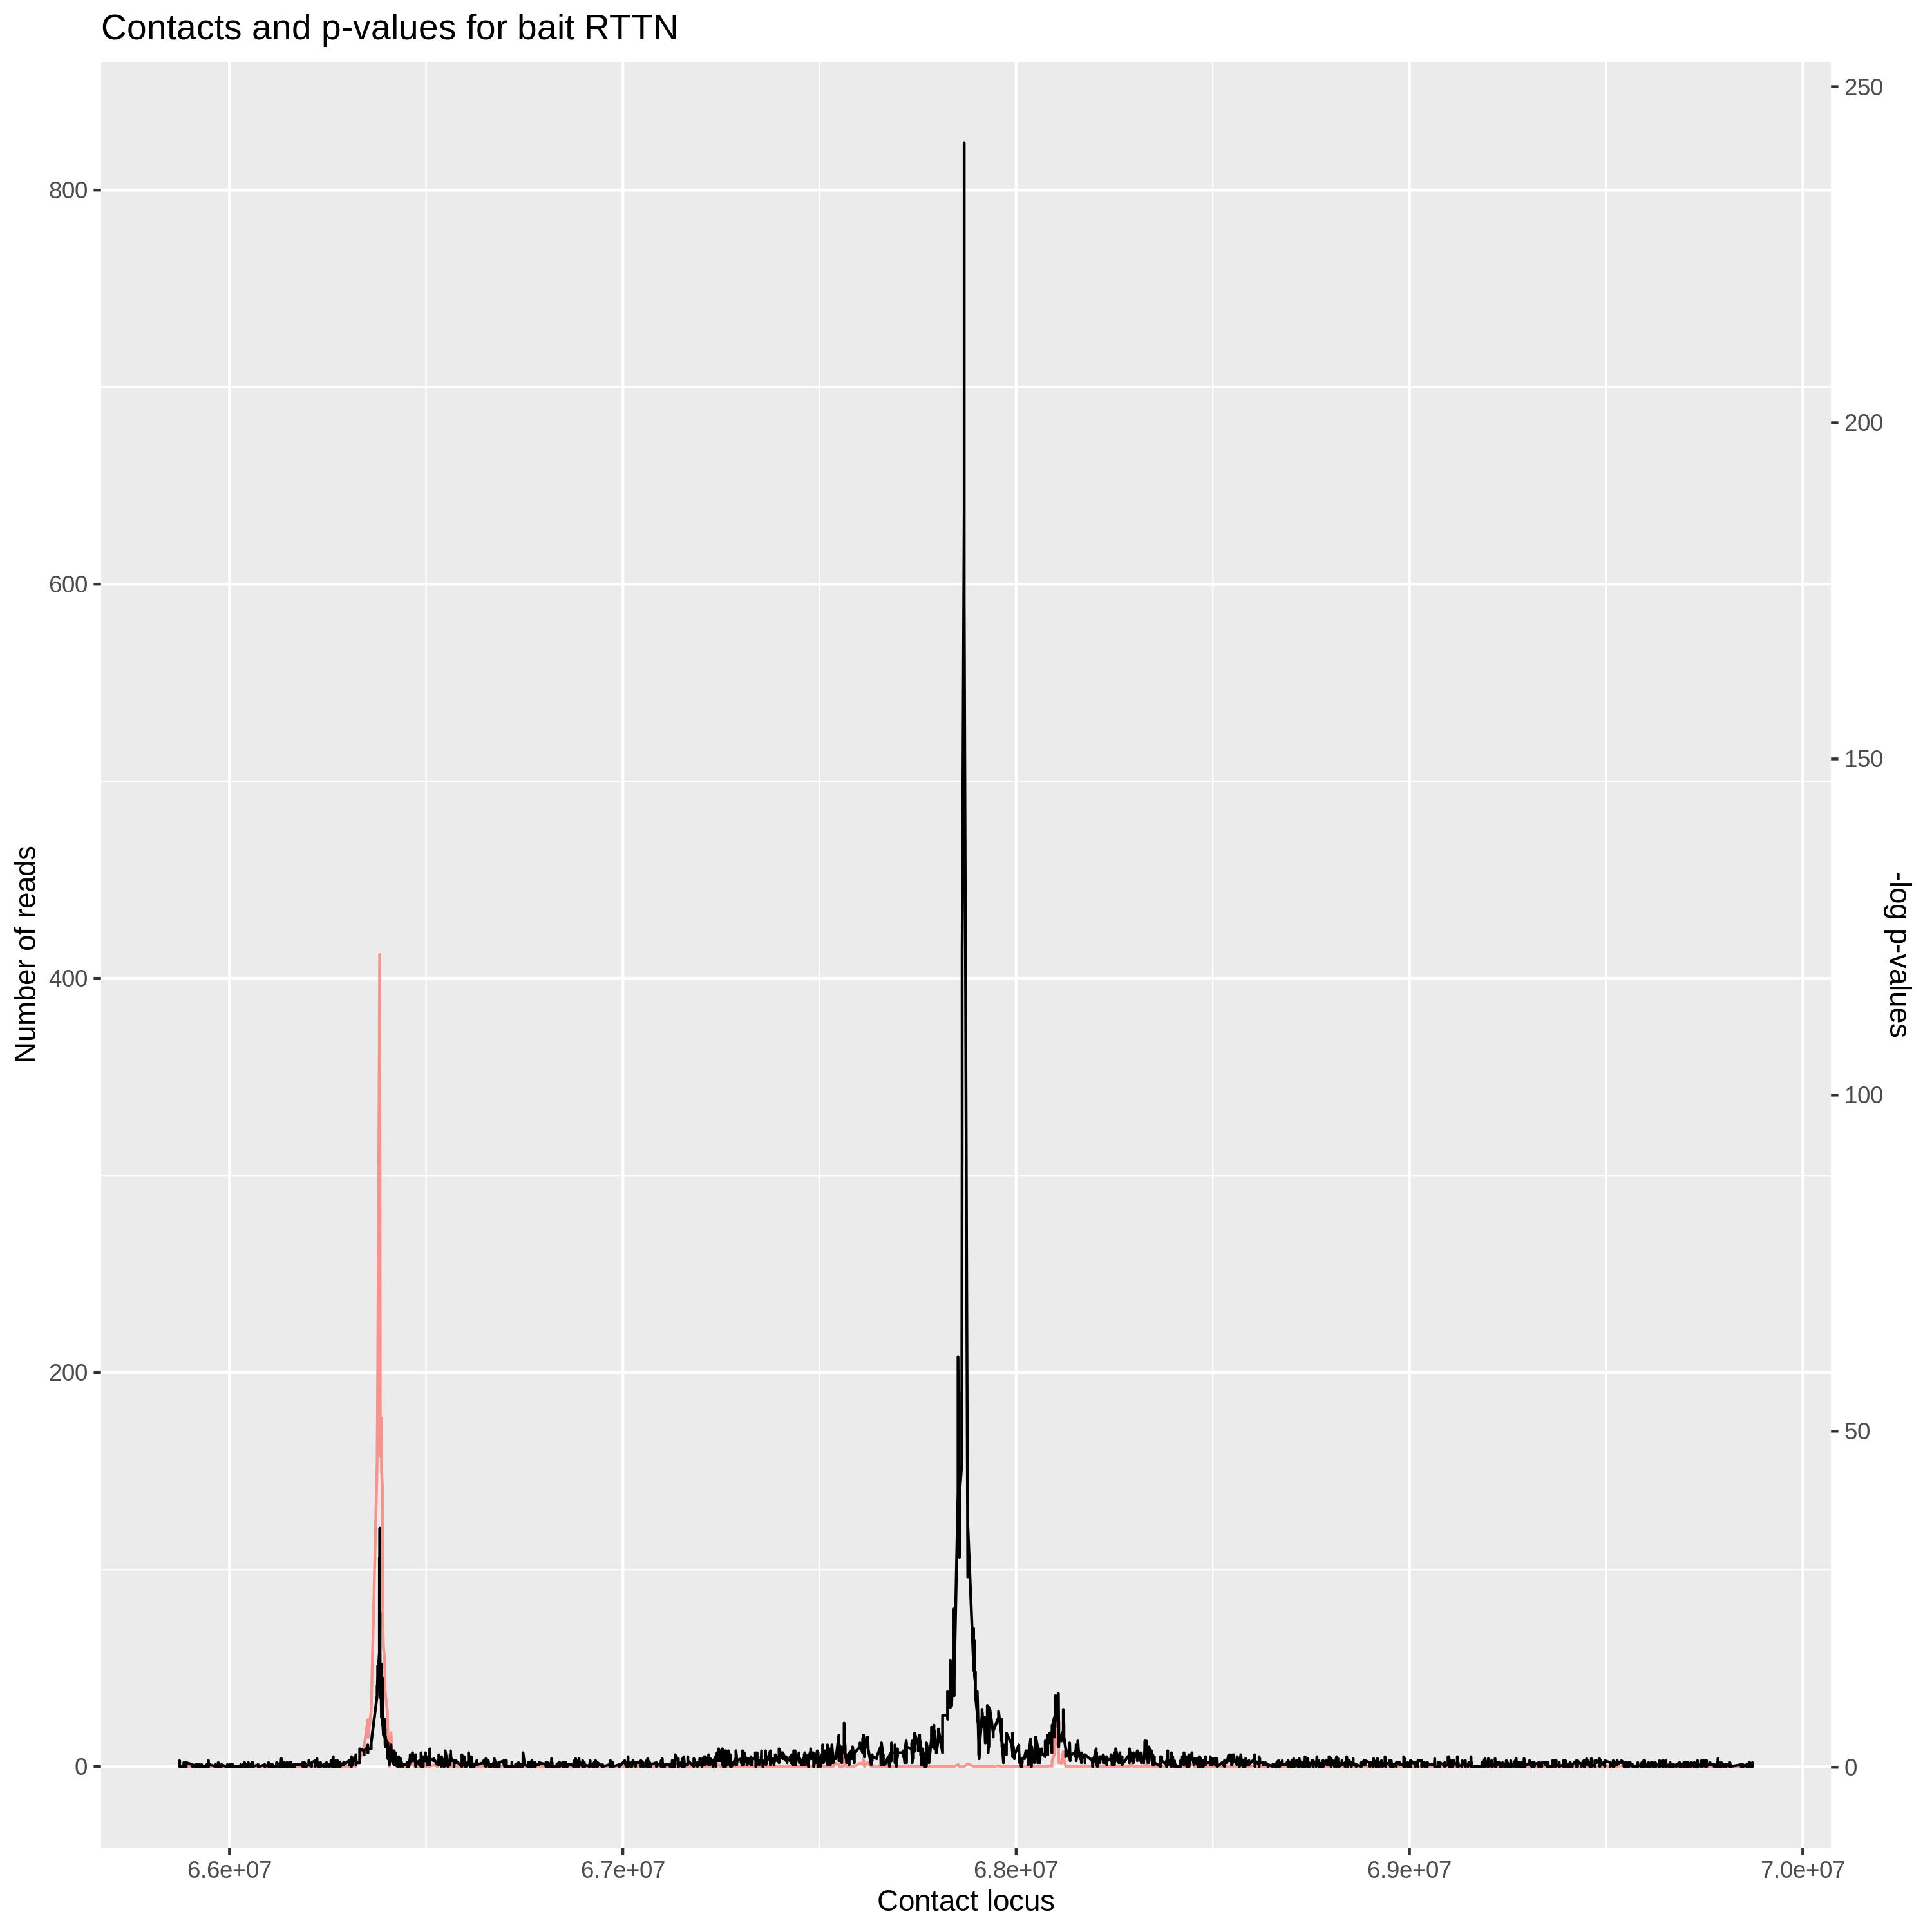 Contacts and p-values for bait RTTN
250
800
200
600
150
Number of reads
-log p-values
400
100
200
50
0
0
6.6e+07
6.7e+07
6.8e+07
6.9e+07
7.0e+07
Contact locus